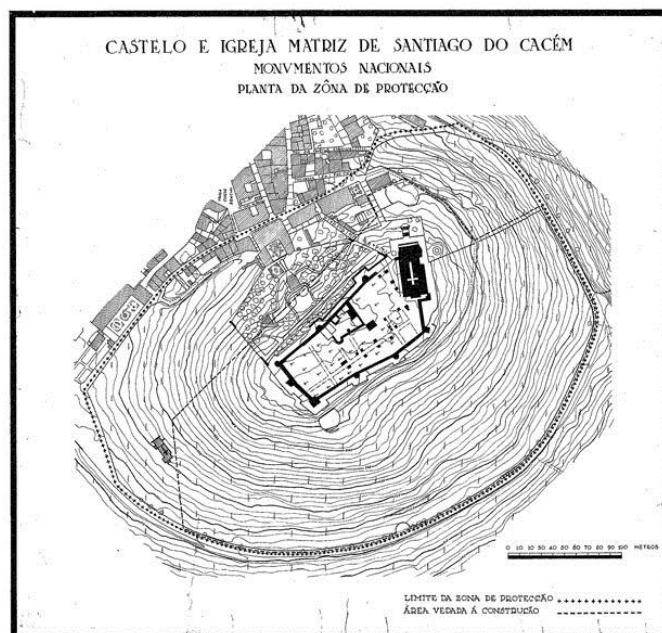 CASTELO E IGREJA MATRIZ DE SANTIAGO DO CACÉM
MONVMENTOS NACIONAIS
PLANTA DA ZÔNA DE PROTECÇÃO
0 10 20 30 40 50 60 70 80 90 100 METROS
LIMITE DA ZONA DE PROTECÇÃO
ÁREA VEDADA Á CONSTRUÇÃO